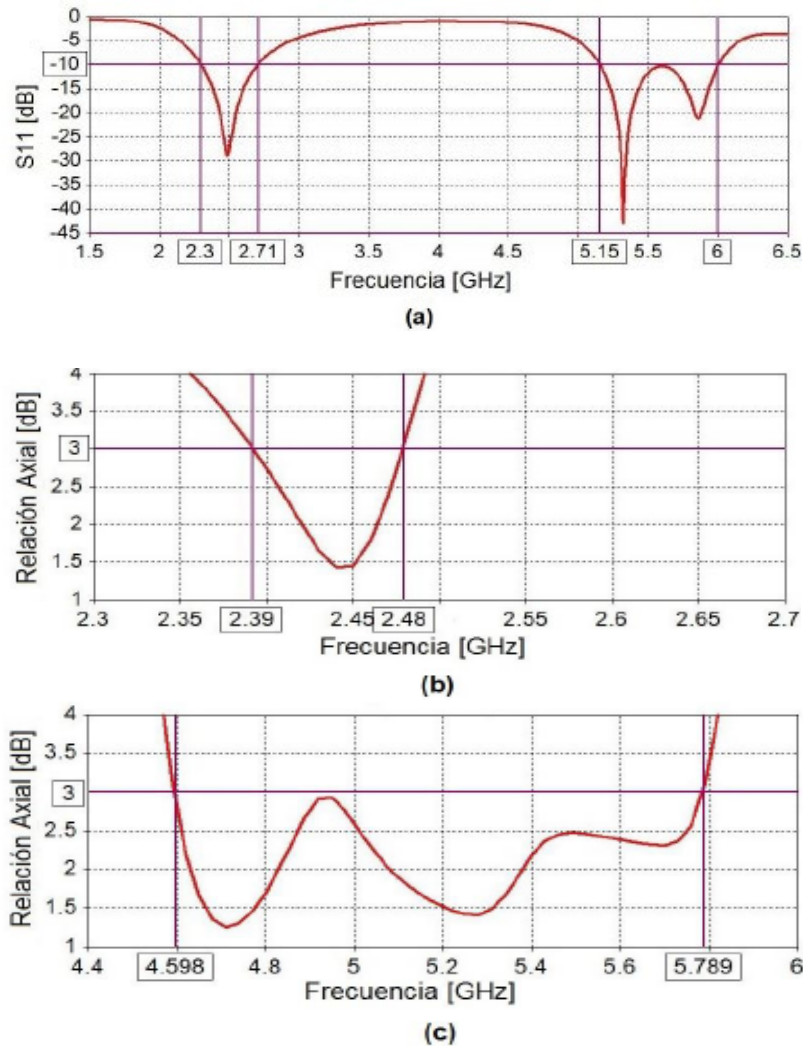 0
-5
-10
-15
-20
-25
-30
-35
-40
-45
S11 [dB]
1.5 2 2.3 2.71 3 3.5 4 4.5 5.15 5.5 6 6.5
Frecuencia [GHz]
(a)
4
3.5
3
2.5
2
1.5
1
Relación Axial [dB]
2.3 2.35 2.39 2.45 2.48 2.55 2.6 2.65 2.7
Frecuencia [GHz]
(b)
4
3.5
3
2.5
2
1.5
1
Relación Axial [dB]
4.4 4.598 4.8 5 5.2 5.4 5.6 5.789 6
Frecuencia [GHz]
(c)